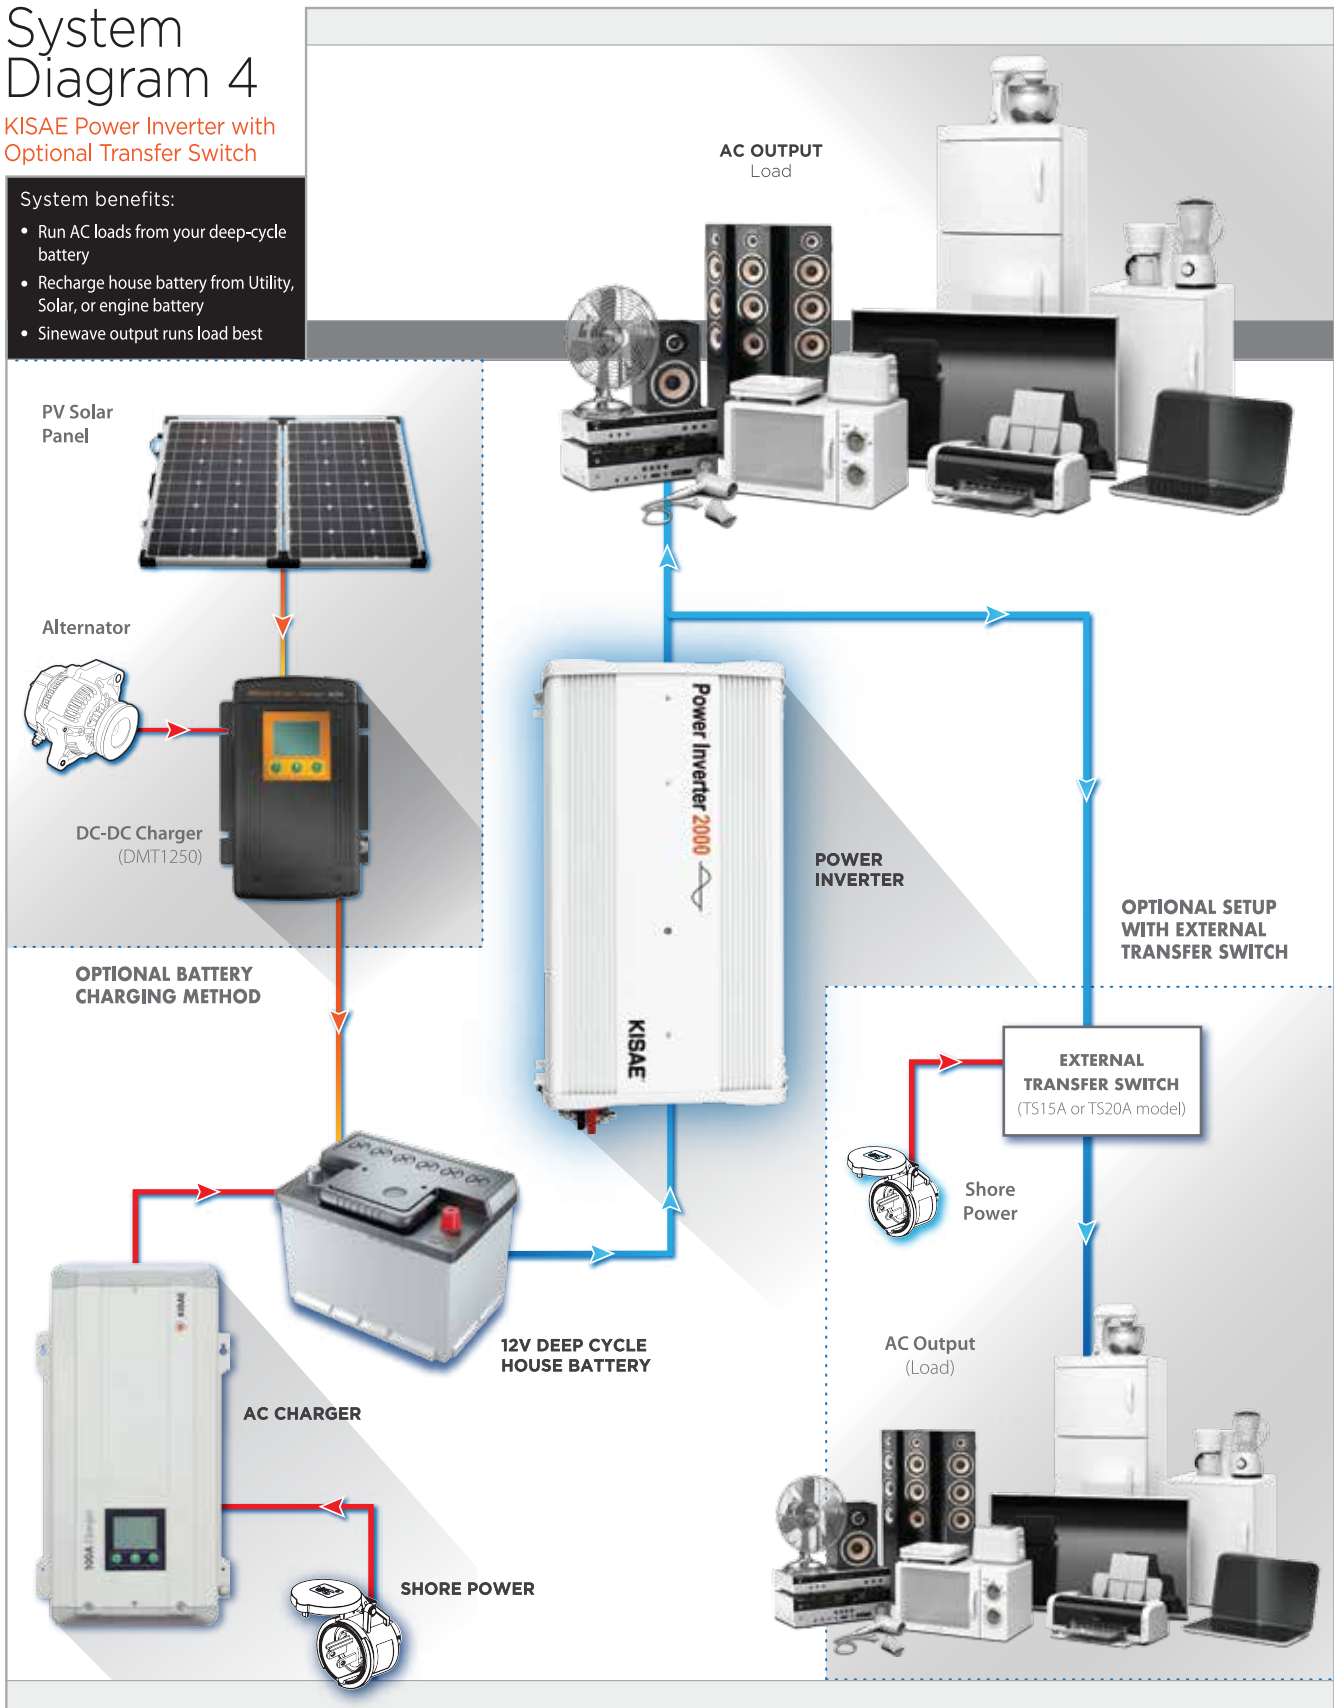 System
Diagram 4
KISAE Power Inverter with
Optional Transfer Switch
System benefits:
• Run AC loads from your deep-cycle
battery
• Recharge house battery from Utility,
Solar, or engine battery
• Sinewave output runs load best
AC OUTPUT
Load
PV Solar
Panel
Alternator
DC-DC Charger
(DMT1250)
OPTIONAL BATTERY
CHARGING METHOD
Power Inverter 2000
KISAE
POWER
INVERTER
OPTIONAL SETUP
WITH EXTERNAL
TRANSFER SWITCH
EXTERNAL
TRANSFER SWITCH
(TS15A or TS20A model)
Shore
Power
AC Output
(Load)
12V DEEP CYCLE
HOUSE BATTERY
AC CHARGER
KISAE
100A Charger
SHORE POWER